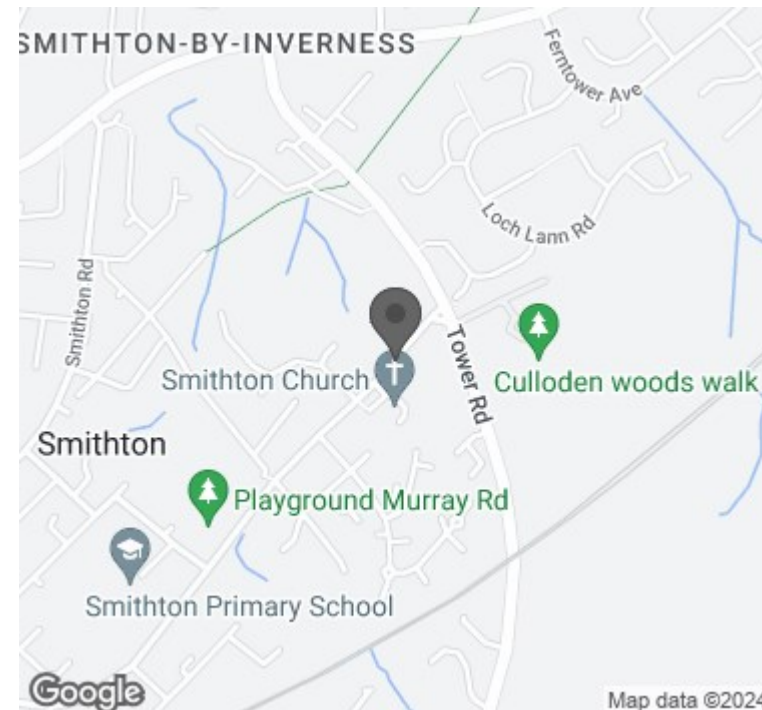 SMITHTON-BY-INVERNESS
Ferntower Ave
Loch Lann Rd
Smithton Rd
Tower Rd
Smithton Church
Culloden woods walk
Smithton
Playground Murray Rd
Smithton Primary School
Google
Map data ©2024